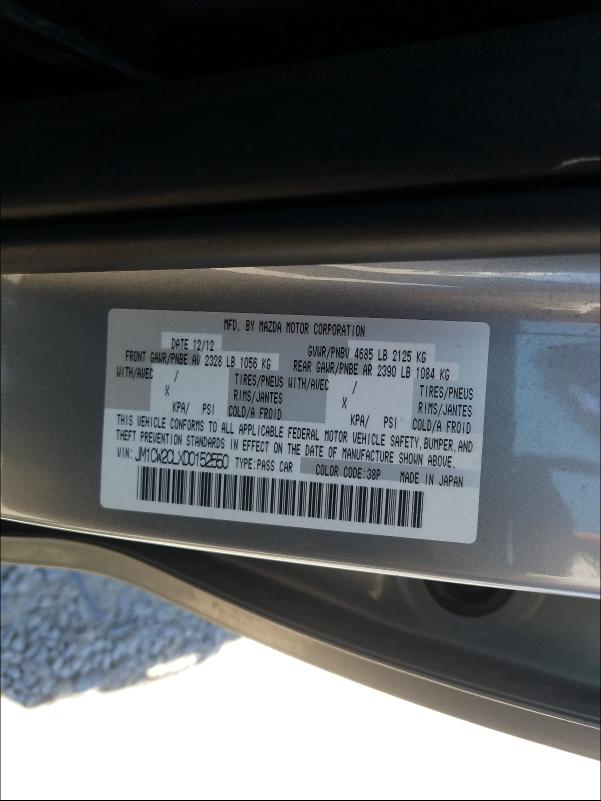 MFD. BY MAZDA MOTOR CORPORATION
DATE 12/12 GVWR/PNBV 4685 LB 2125 KG
FRONT GAWR/PNBE AV 2328 LB 1056 KG REAR GAWR/PNBE AR 2390 LB 1084 KG
WITH/AVEC / TIRES/PNEUS WITH/AVEC / TIRES/PNEUS
X RIMS/JANTES X RIMS/JANTES
KPA/ PSI COLD/A FROID KPA/ PSI COLD/A FROID
THIS VEHICLE CONFORMS TO ALL APPLICABLE FEDERAL MOTOR VEHICLE SAFETY, BUMPER, AND
THEFT PREVENTION STANDARDS IN EFFECT ON THE DATE OF MANUFACTURE SHOWN ABOVE.
VIN: JM1CW2CLXD0152550 TYPE:PASS CAR COLOR CODE:38P MADE IN JAPAN